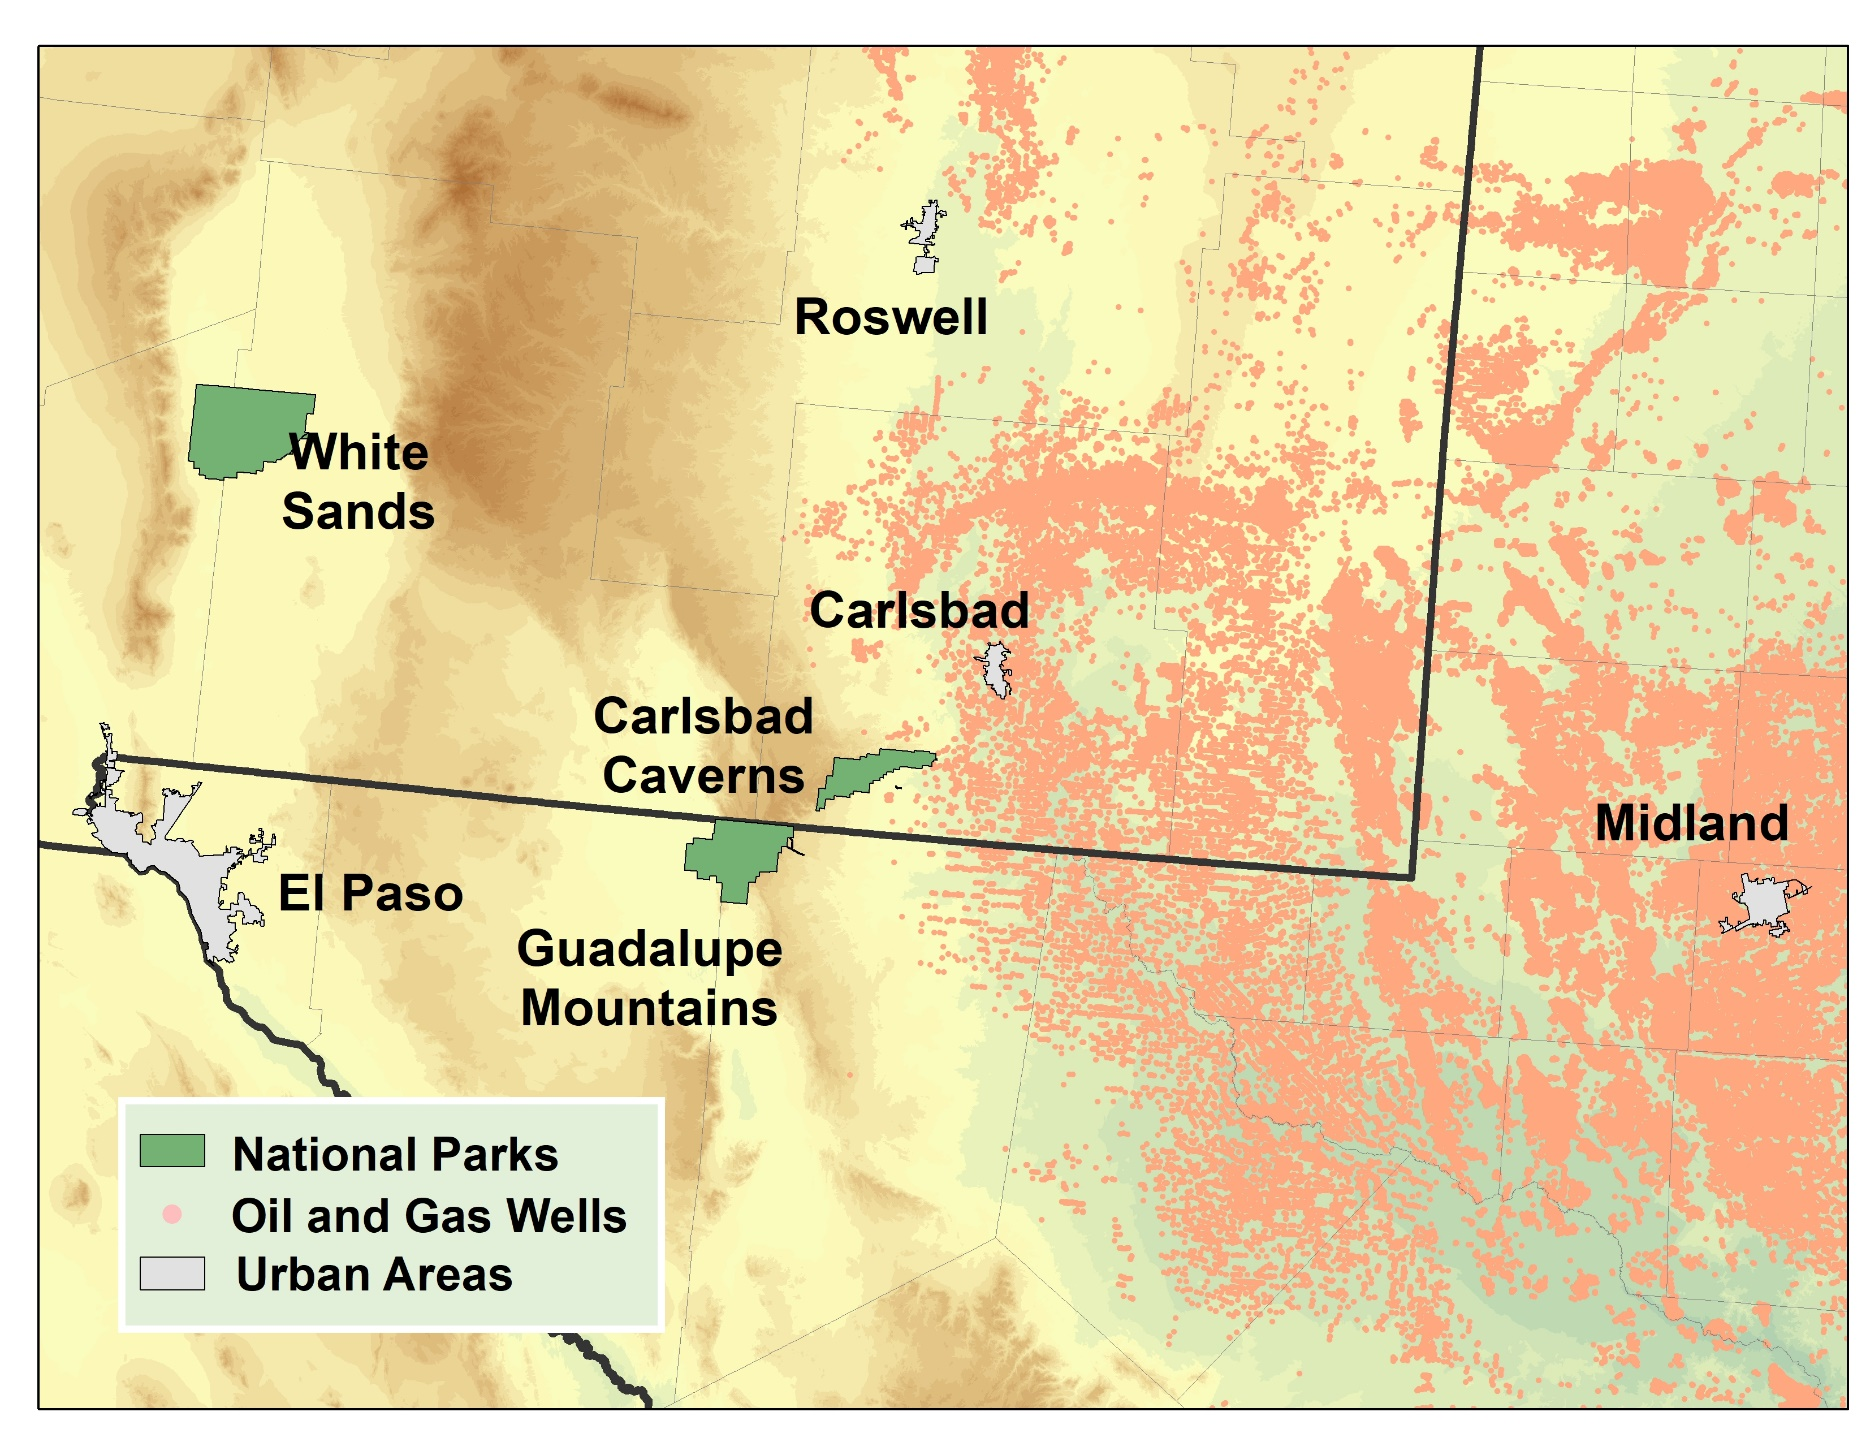 Roswell
White
Sands
Carlsbad
Carlsbad
Caverns
Midland
El Paso
Guadalupe
Mountains
National Parks
Oil and Gas Wells
Urban Areas